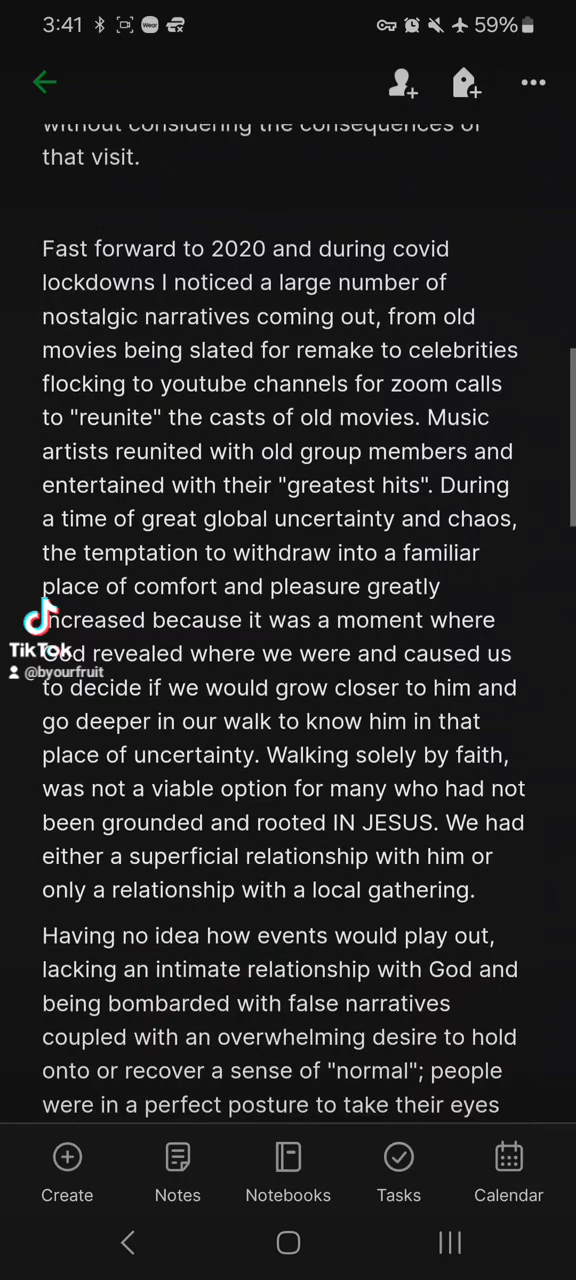 3:41
59%
without considering the consequences of
that visit.
Fast forward to 2020 and during covid
lockdowns I noticed a large number of
nostalgic narratives coming out, from old
movies being slated for remake to celebrities
flocking to youtube channels for zoom calls
to "reunite" the casts of old movies. Music
artists reunited with old group members and
entertained with their "greatest hits". During
a time of great global uncertainty and chaos,
the temptation to withdraw into a familiar
place of comfort and pleasure greatly
increased because it was a moment where
God revealed where we were and caused us
to decide if we would grow closer to him and
go deeper in our walk to know him in that
place of uncertainty. Walking solely by faith,
was not a viable option for many who had not
been grounded and rooted IN JESUS. We had
either a superficial relationship with him or
only a relationship with a local gathering.
Having no idea how events would play out,
lacking an intimate relationship with God and
being bombarded with false narratives
coupled with an overwhelming desire to hold
onto or recover a sense of "normal"; people
were in a perfect posture to take their eyes
TikTok
@byourfruit
Create Notes Notebooks Tasks Calendar